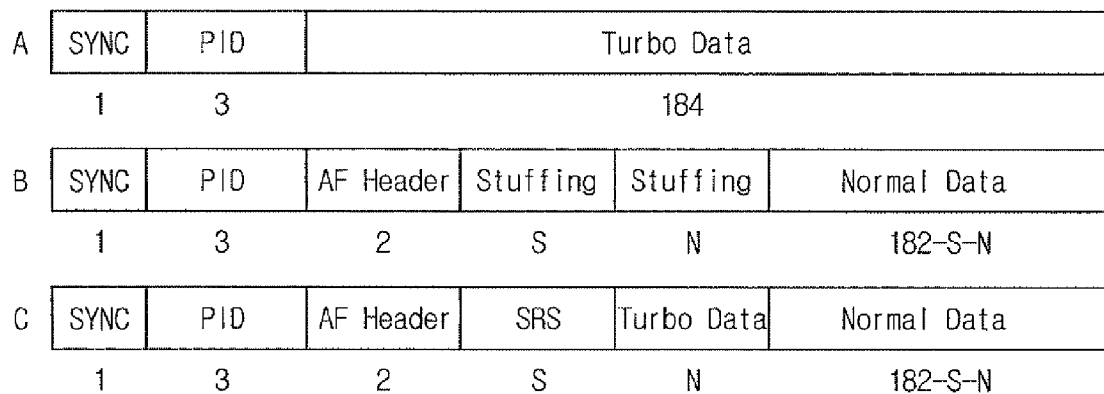 A SYNC PID Turbo Data
1 3 184
B SYNC PID AF Header Stuffing Stuffing Normal Data
1 3 2 S N 182-S-N
C SYNC PID AF Header SRS Turbo Data Normal Data
1 3 2 S N 182-S-N